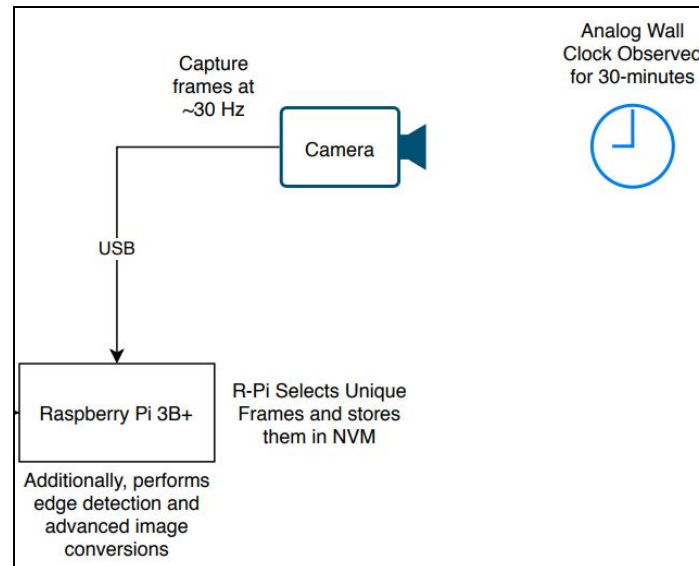 Capture
frames at
~30 Hz
Camera
Analog Wall
Clock Observed
for 30-minutes
USB
Raspberry Pi 3B+
R-Pi Selects Unique
Frames and stores
them in NVM
Additionally, performs
edge detection and
advanced image
conversions